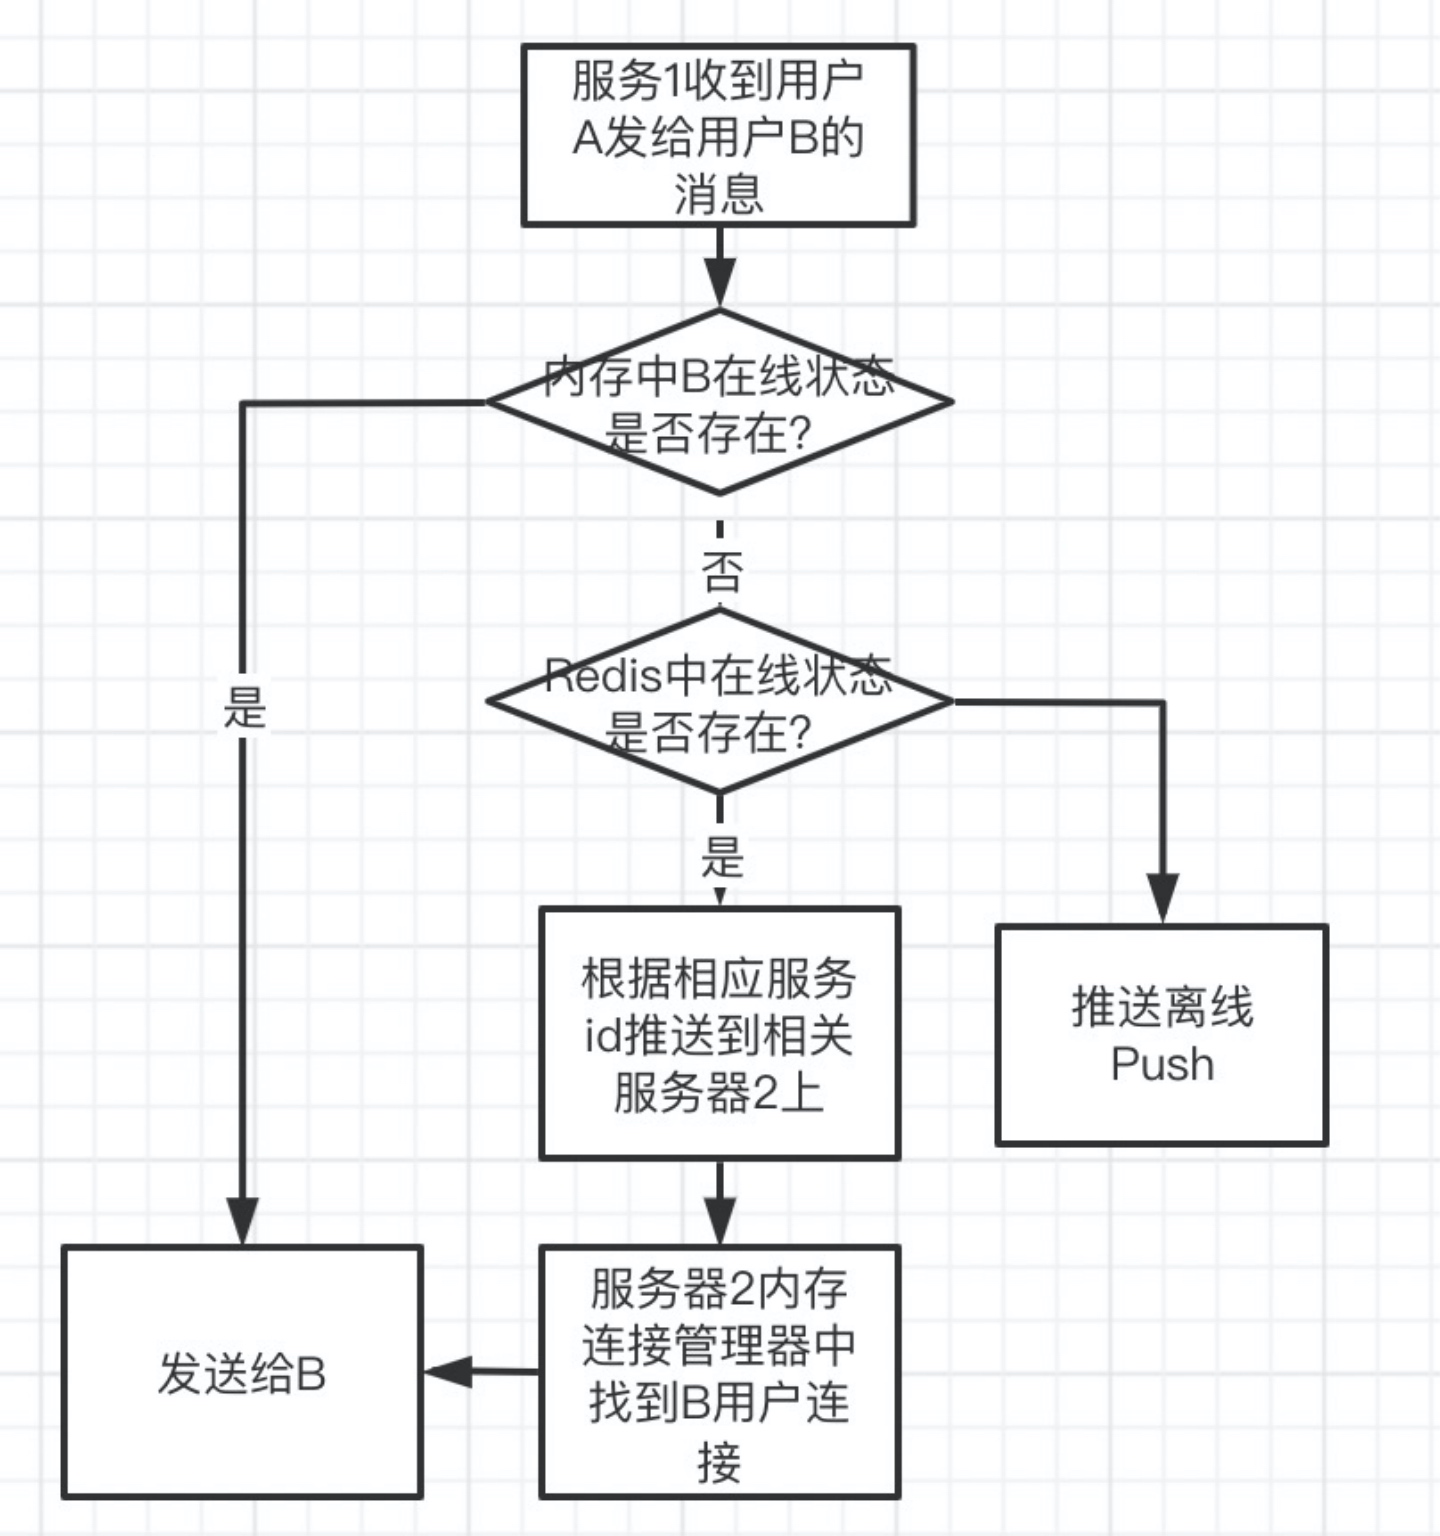 服务1收到用户
A发给用户B的
消息
内存中B在线状态
是否存在?
否
Redis中在线状态
是否存在?
是
是
根据相应服务
id推送到相关
服务器2上
推送离线
Push
服务器2内存
连接管理器中
找到B用户连
接
发送给B